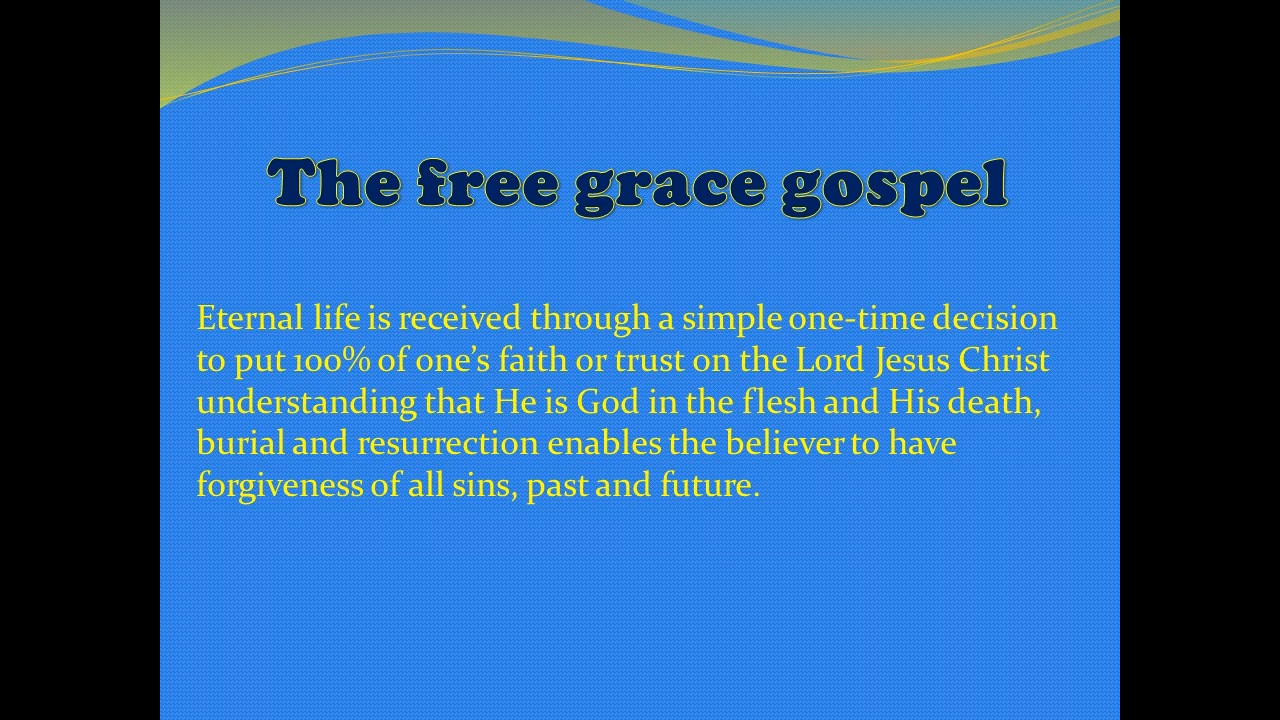 The free grace gospel
Eternal life is received through a simple one-time decision
to put 100% of one’s faith or trust on the Lord Jesus Christ
understanding that He is God in the flesh and His death,
burial and resurrection enables the believer to have
forgiveness of all sins, past and future.